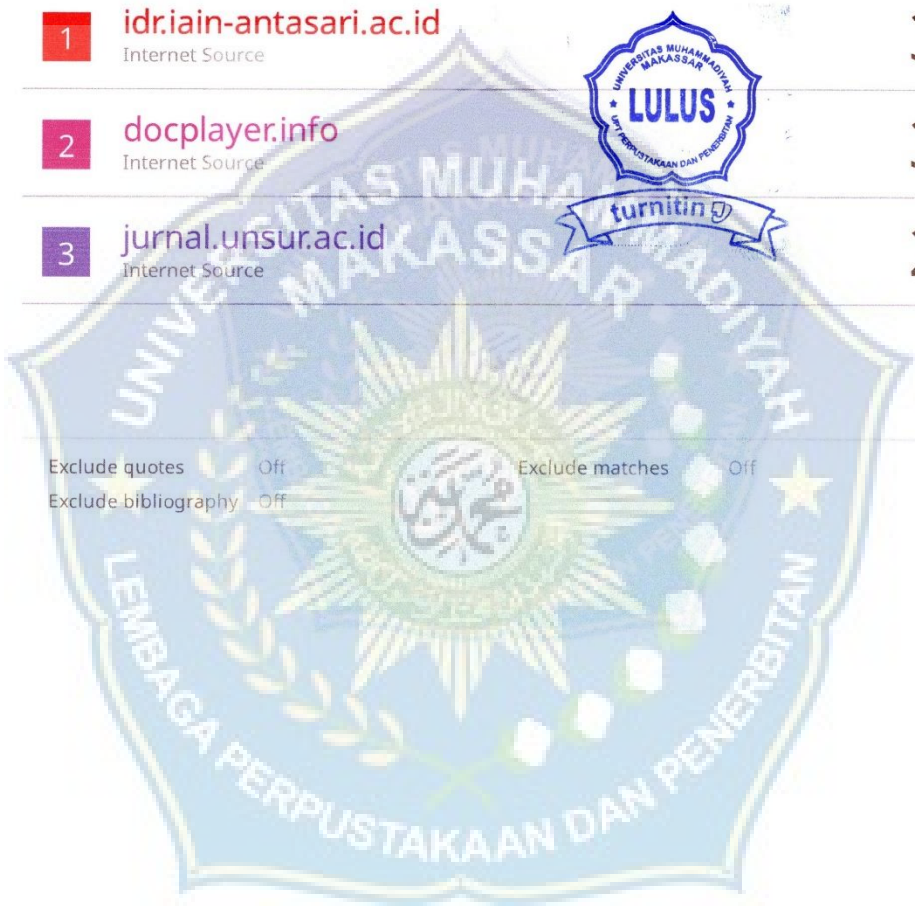 1 idr.iain-antasari.ac.id
Internet Source
UNIVERSITAS MUHAMMADIYAH
MAKASSAR
LULUS
UPT PERPUSTAKAAN DAN PENERBITAN
turnitin
2 docplayer.info
Internet Source
3 jurnal.unsur.ac.id
Internet Source
UNIVERSITAS MUHAMMADIYAH
MAKASSAR
Exclude quotes Off
Exclude matches Off
Exclude bibliography Off
محمد
LEMBAGA PERPUSTAKAAN DAN PENERBITAN